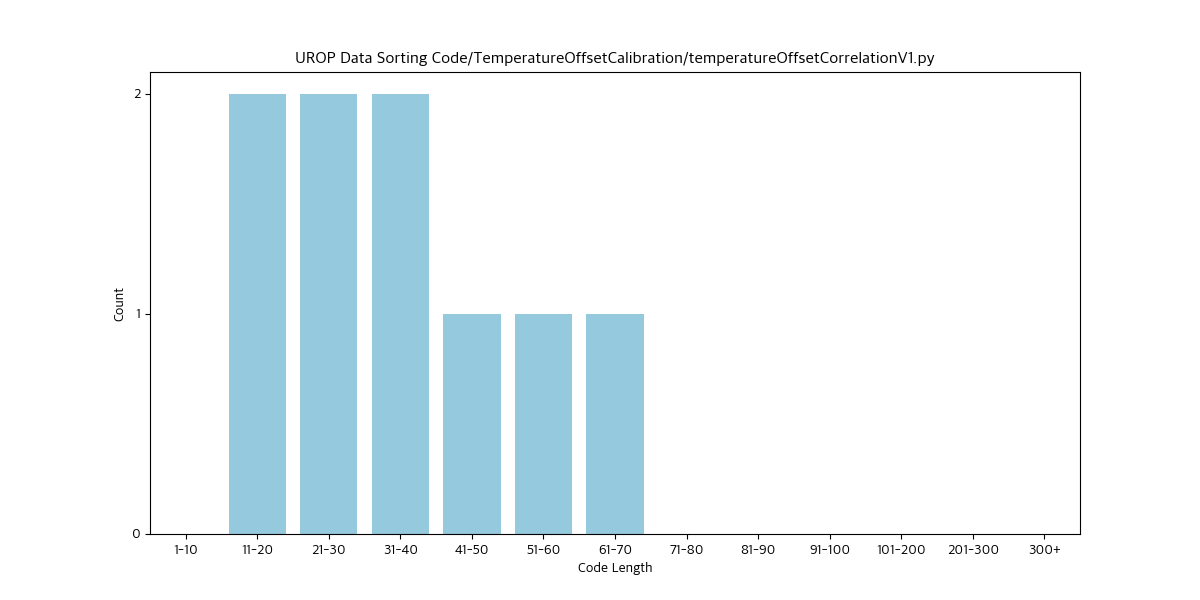 UROP Data Sorting Code/TemperatureOffsetCalibration/temperatureOffsetCorrelationV1.py
2
1
0
Count
1-10 11-20 21-30 31-40 41-50 51-60 61-70 71-80 81-90 91-100 101-200 201-300 300+
Code Length